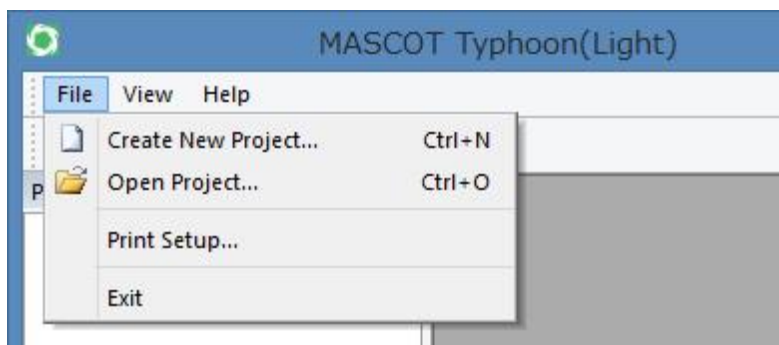 MASCOT Typhoon(Light)
File View Help
Create New Project... Ctrl+N
P
Open Project... Ctrl+O
Print Setup...
Exit